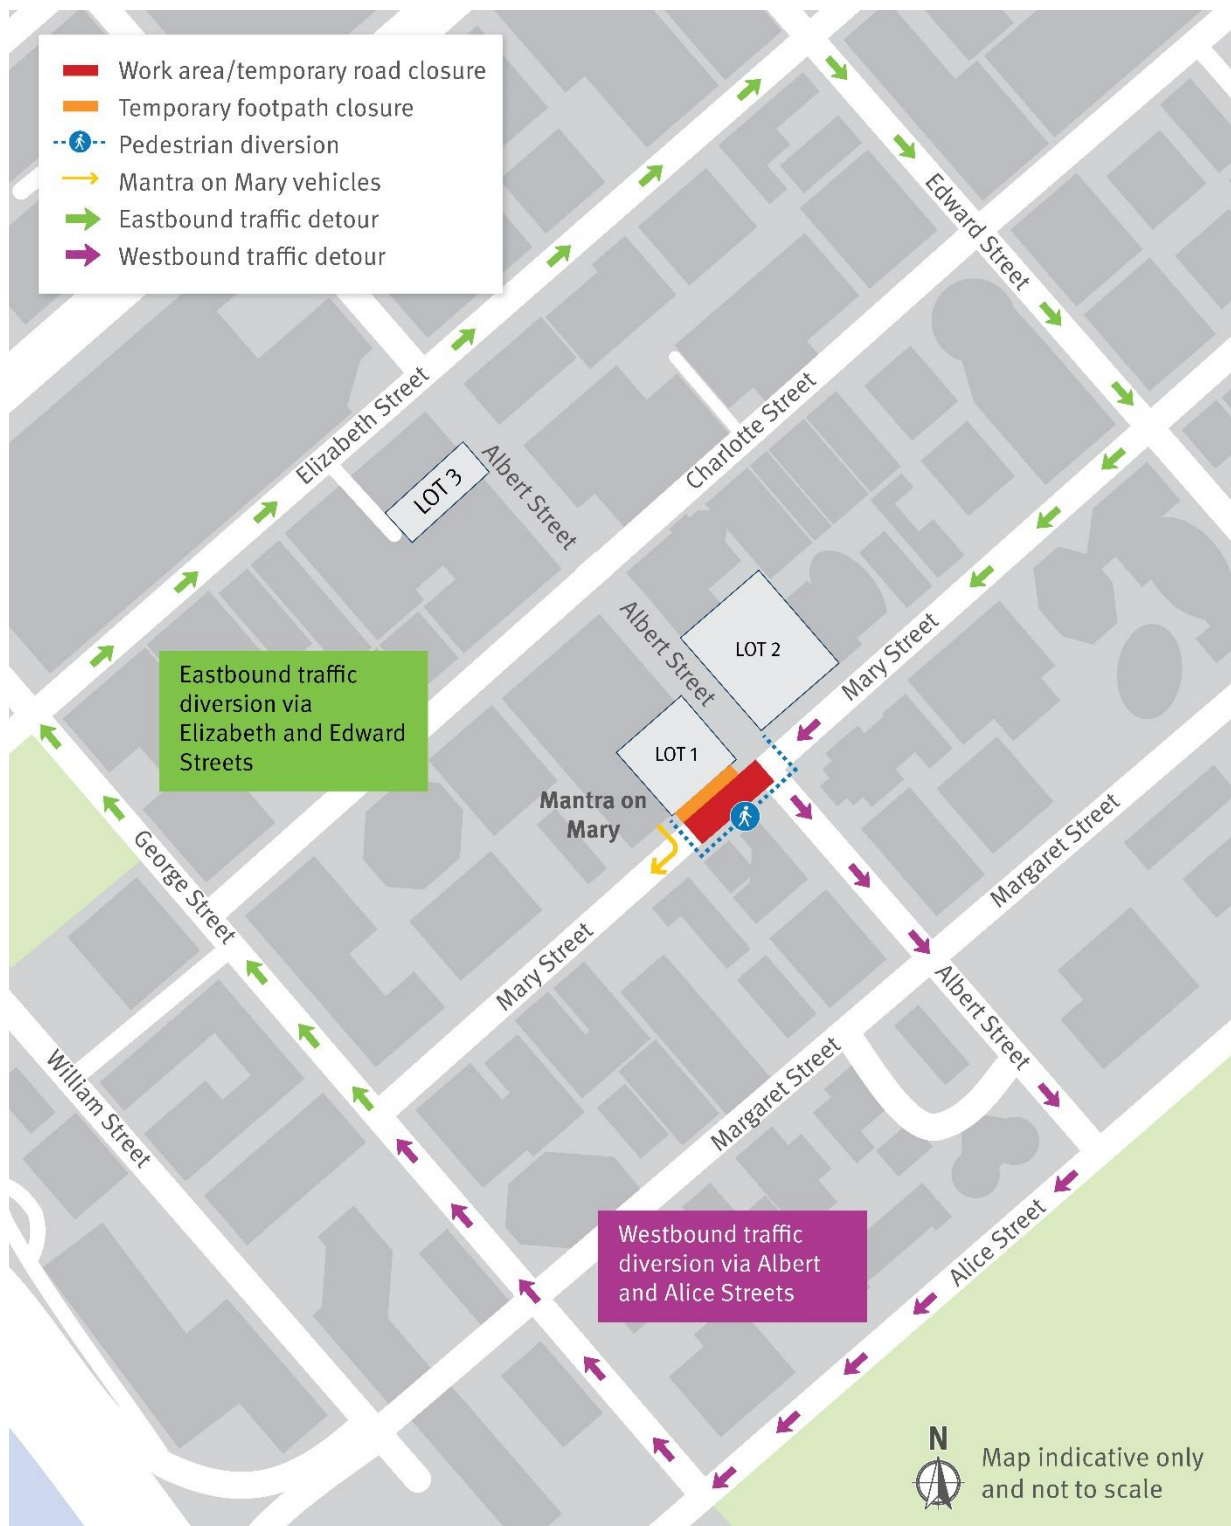 Work area/temporary road closure
Temporary footpath closure
Pedestrian diversion
Mantra on Mary vehicles
Eastbound traffic detour
Westbound traffic detour
Edward Street
Elizabeth Street
Charlotte Street
LOT 3
Albert Street
Albert Street
LOT 2
Mary Street
Eastbound traffic
diversion via
Elizabeth and Edward
Streets
LOT 1
Mantra on
Mary
Margaret Street
George Street
Mary Street
Albert Street
William Street
Margaret Street
Westbound traffic
diversion via Albert
and Alice Streets
Alice Street
N
Map indicative only
and not to scale